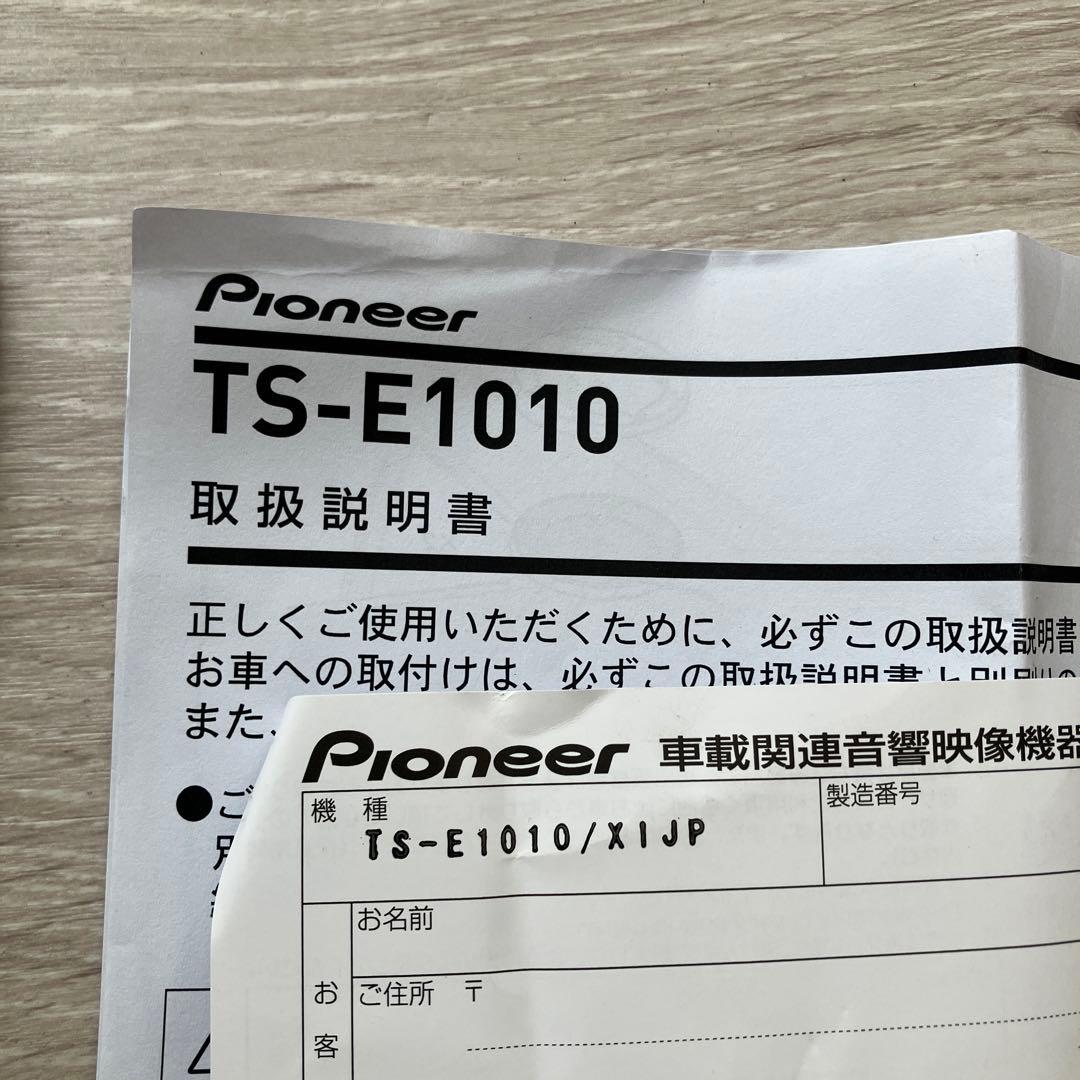 Pioneer
TS-E1010
取扱説明書
正しくご使用いただくために、必ずこの取扱説明書
お車への取付けは、必ずこの取扱説明書と別
また、
●ご
Pioneer 車載関連音響映像機器
機種
製造番号
TS-E1010/XIJP
お名前
お客
ご住所 〒